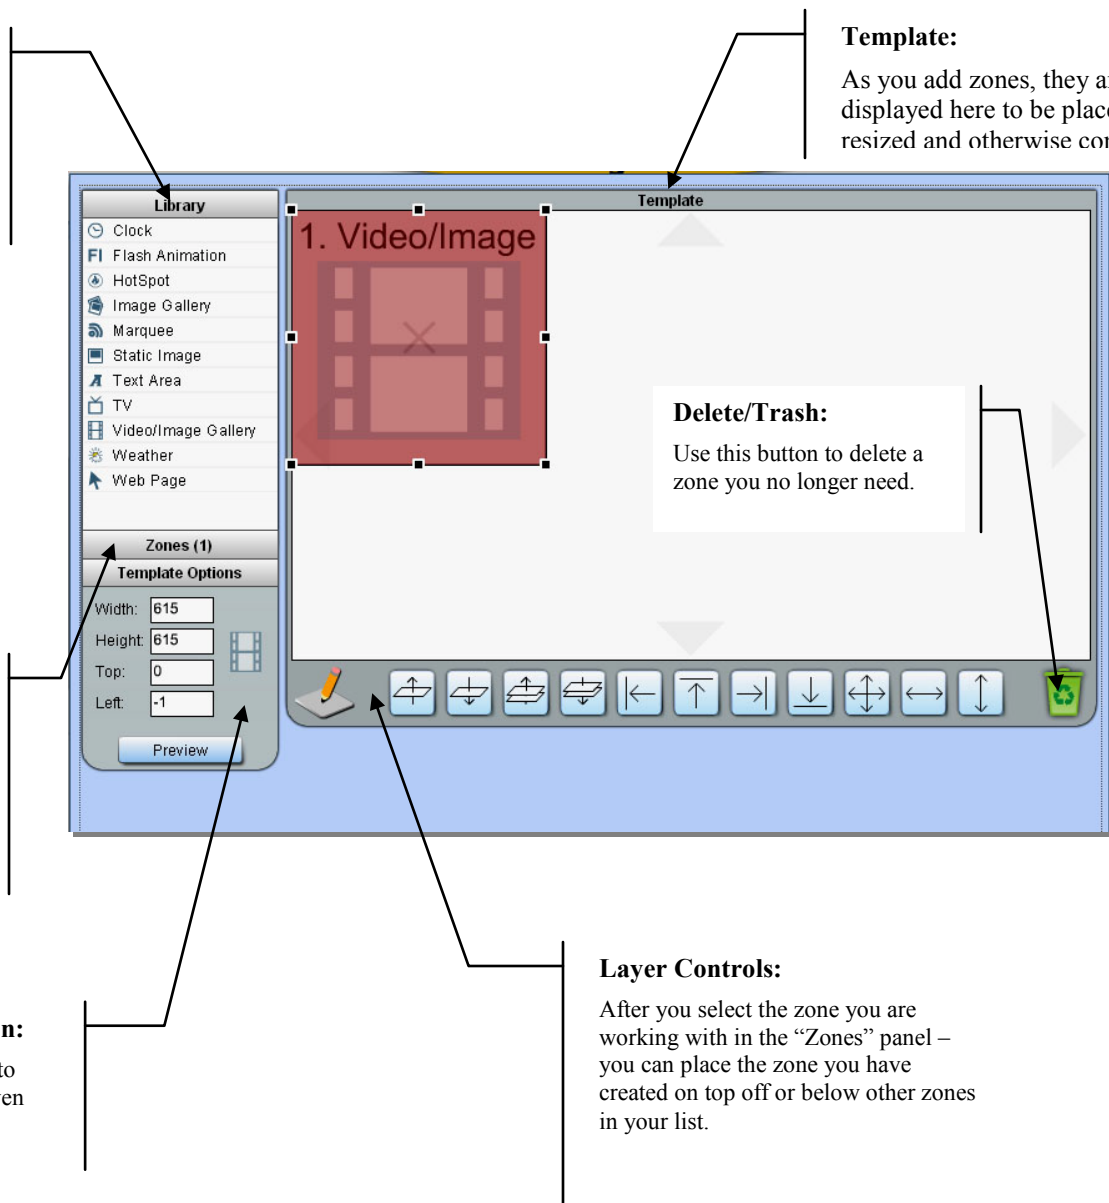 Template:
As you add zones, they
displayed here to be
resized and otherwise
Library
Clock
FI Flash Animation
HotSpot
Image Gallery
Marquee
Static Image
A Text Area
TV
Video/Image Gallery
Weather
Web Page
Zones (1)
Template Options
Width: 615
Height: 615
Top: 0
Left: -1
Preview
Template
1. Video/Image
Delete/Trash:
Use this button to delete a
zone you no longer need.
Layer Controls:
After you select the zone you are
working with in the “Zones” panel –
you can place the zone you have
created on top off or below other zones
in your list.
n:
to
en